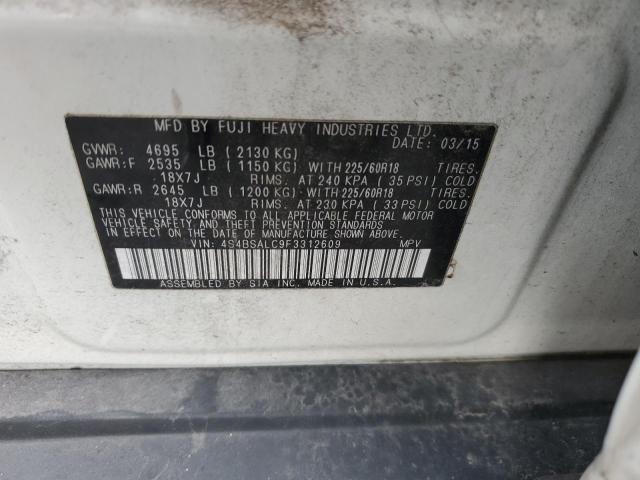 MFD BY FUJI HEAVY INDUSTRIES LTD.
DATE: 03/15
GVWR: 4695 LB ( 2130 KG)
GAWR:F 2535 LB ( 1150 KG)-WITH 225/60R18 TIRES.
18X7J RIMS. AT 240 KPA ( 35 PSI) COLD
GAWR:R 2645 LB ( 1200 KG)-WITH 225/60R18 TIRES.
18X7J RIMS. AT 230 KPA ( 33 PSI) COLD
THIS VEHICLE CONFORMS TO ALL APPLICABLE FEDERAL MOTOR
VEHICLE SAFETY, AND THEFT PREVENTION STANDARDS
IN EFFECT ON THE DATE OF MANUFACTURE SHOWN ABOVE.
VIN: 4S4BSALC9F3312609 MPV
ASSEMBLED BY SIA INC. MADE IN U.S.A.